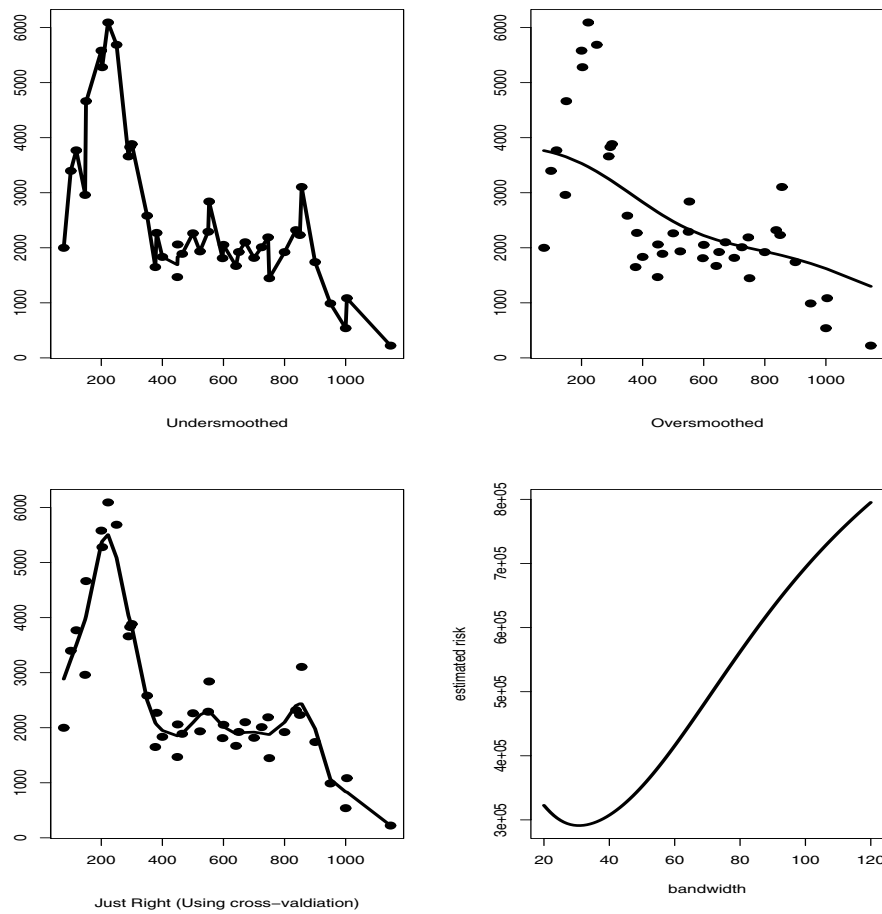 6000
5000
4000
3000
2000
1000
0
200 400 600 800 1000
Undersmoothed
6000
5000
4000
3000
2000
1000
0
200 400 600 800 1000
Oversmoothed
6000
5000
4000
3000
2000
1000
0
200 400 600 800 1000
Just Right (Using cross−valdiation)
8e+05
7e+05
6e+05
5e+05
4e+05
3e+05
estimated risk
20 40 60 80 100 120
bandwidth